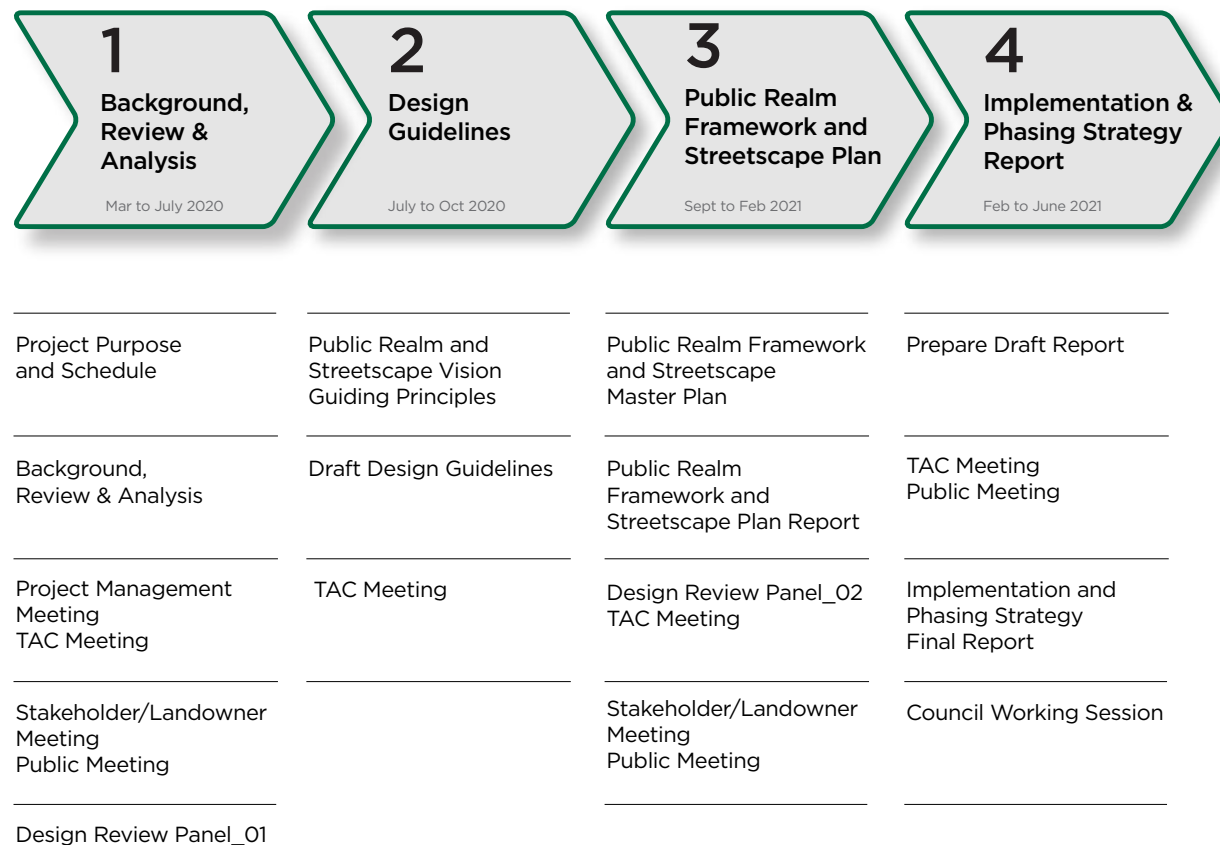 1
Background,
Review &
Analysis
Mar to July 2020
2
Design
Guidelines
July to Oct 2020
3
Public Realm
Framework and
Streetscape Plan
Sept to Feb 2021
4
Implementation &
Phasing Strategy
Report
Feb to June 2021
Project Purpose
and Schedule
Background,
Review & Analysis
Project Management
Meeting
TAC Meeting
Stakeholder/Landowner
Meeting
Public Meeting
Design Review Panel_01
Public Realm and
Streetscape Vision
Guiding Principles
Draft Design Guidelines
TAC Meeting
Public Realm Framework
and Streetscape
Master Plan
Public Realm
Framework and
Streetscape Plan Report
Design Review Panel_02
TAC Meeting
Stakeholder/Landowner
Meeting
Public Meeting
Prepare Draft Report
TAC Meeting
Public Meeting
Implementation and
Phasing Strategy
Final Report
Council Working Session